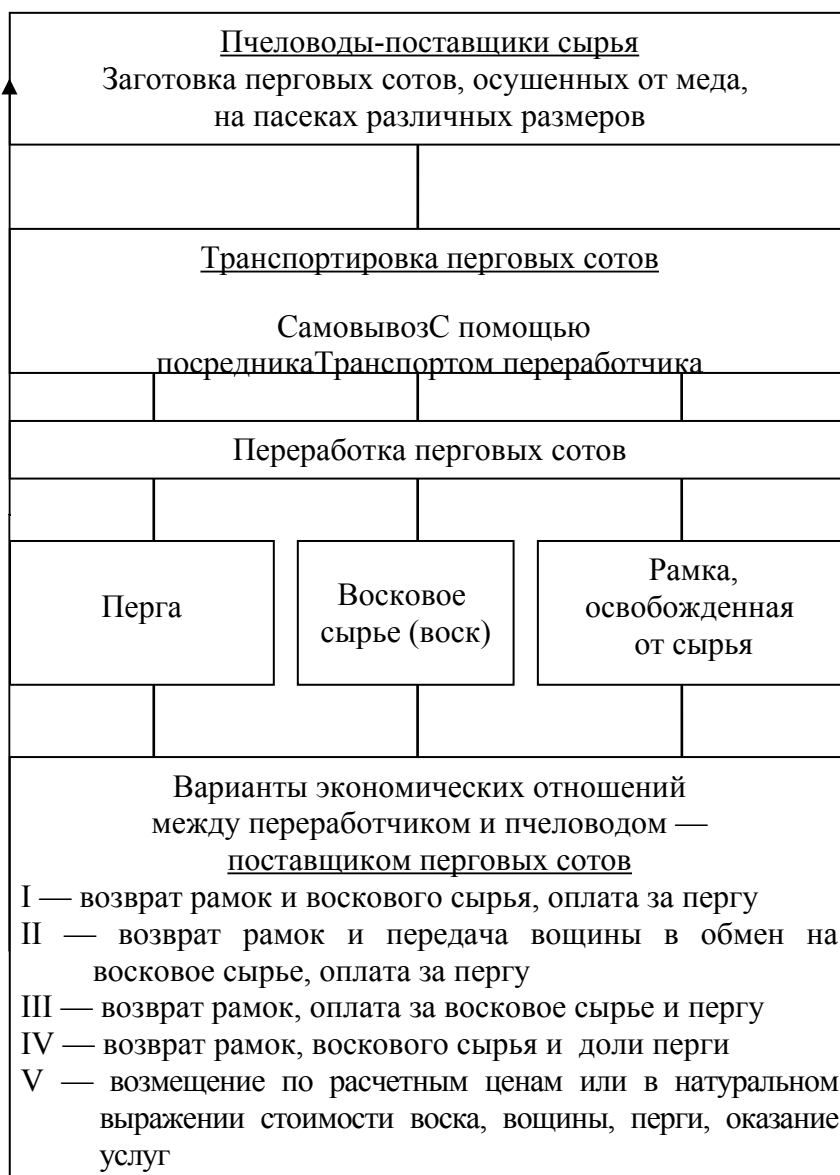 Пчеловоды-поставщики сырья
Заготовка перговых сотов, осушенных от меда,
на пасеках различных размеров
Транспортировка перговых сотов
СамовывозС помощью
посредникаТранспортом переработчика
Переработка перговых сотов
Перга
Восковое
сырье (воск)
Рамка,
освобожденная
от сырья
Варианты экономических отношений
между переработчиком и пчеловодом —
поставщиком перговых сотов
I — возврат рамок и воскового сырья, оплата за пергу
II — возврат рамок и передача вощины в обмен на
восковое сырье, оплата за пергу
III — возврат рамок, оплата за восковое сырье и пергу
IV — возврат рамок, воскового сырья и доли перги
V — возмещение по расчетным ценам или в натуральном
выражении стоимости воска, вощины, перги, оказание
услуг